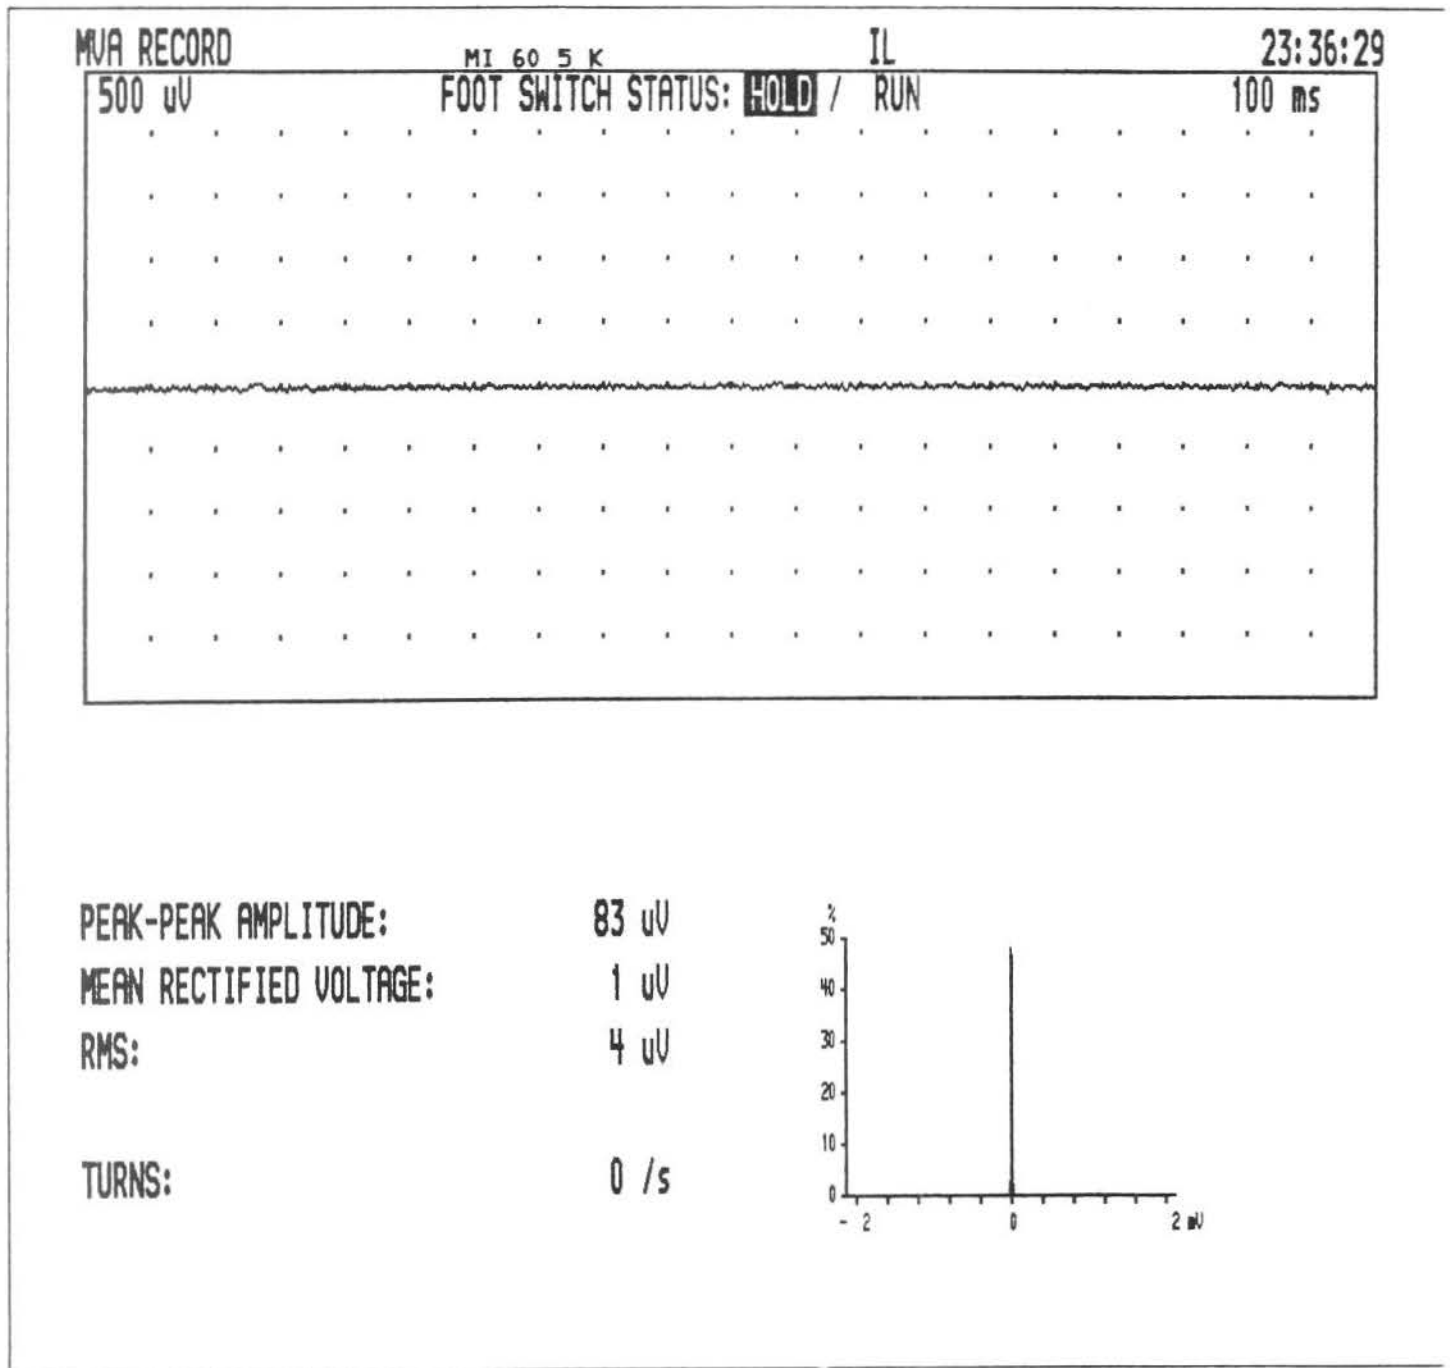 MVA RECORD MI 60 5 K IL 23:36:29
500 uV FOOT SWITCH STATUS: HOLD / RUN 100 ms
PEAK-PEAK AMPLITUDE: 83 uV
MEAN RECTIFIED VOLTAGE: 1 uV
RMS: 4 uV
TURNS: 0 /s
%
50
40
30
20
10
0
- 2 0 2 mV